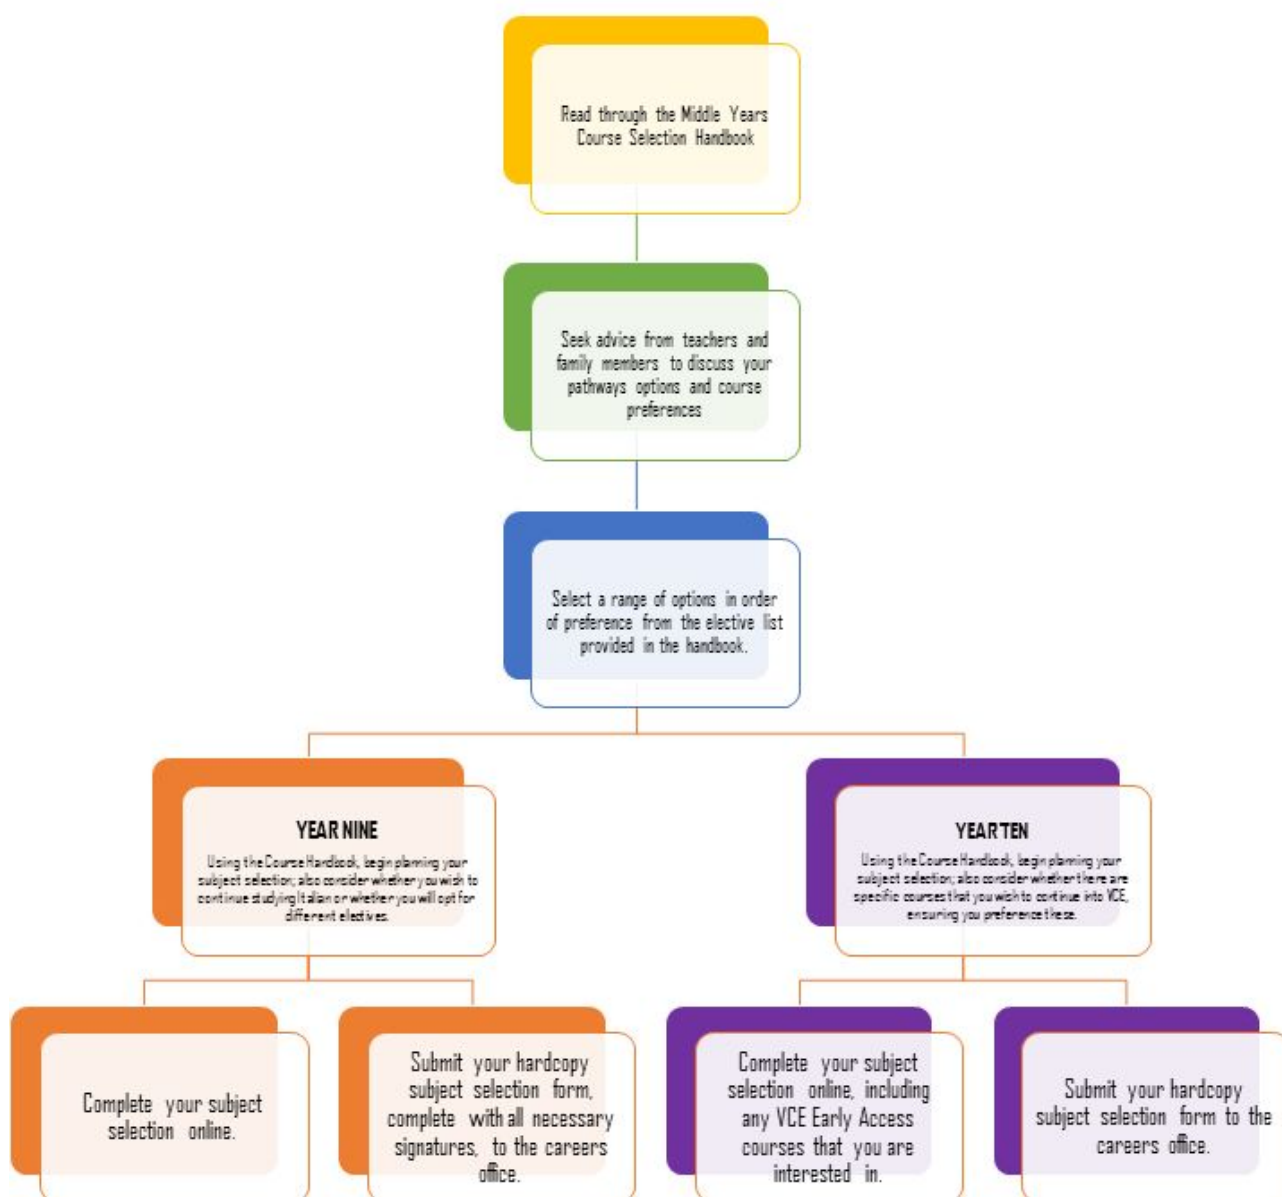 Read through the Middle Years
Course Selection Handbook
Seek advice from teachers and
family members to discuss your
pathways options and course
preferences
Select a range of options in order
of preference from the elective list
provided in the handbook.
YEAR NINE
Using the Course Handbook, begin planning your
subject selection; also consider whether you wish to
continue studying Italian or whether you will opt for
different electives.
YEAR TEN
Using the Course Handbook, begin planning your
subject selection; also consider whether there are
specific courses that you wish to continue into VCE,
ensuring you preference these.
Complete your subject
selection online.
Submit your hardcopy
subject selection form,
complete with all necessary
signatures, to the careers
office.
Complete your subject
selection online, including
any VCE Early Access
courses that you are
interested in.
Submit your hardcopy
subject selection form to the
careers office.